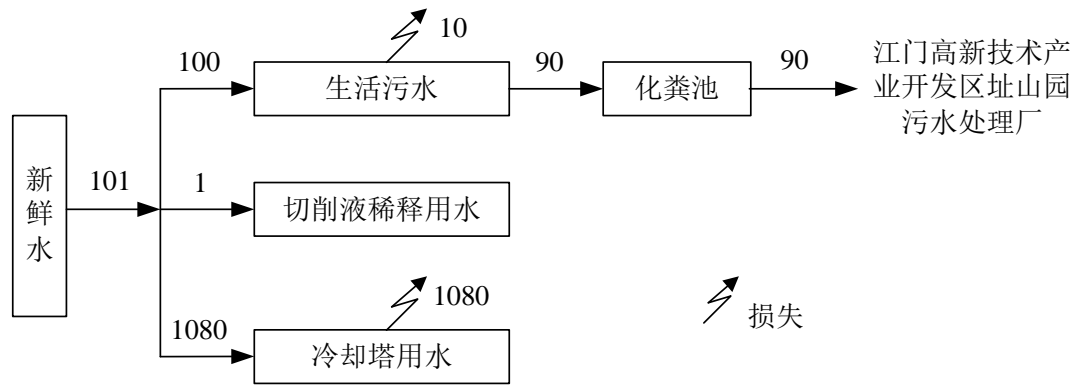 10
100
生活污水
90
化粪池
90
江门高新技术产
业开发区址山园
污水处理厂
新鲜水
101
1
切削液稀释用水
1080
1080
冷却塔用水
损失